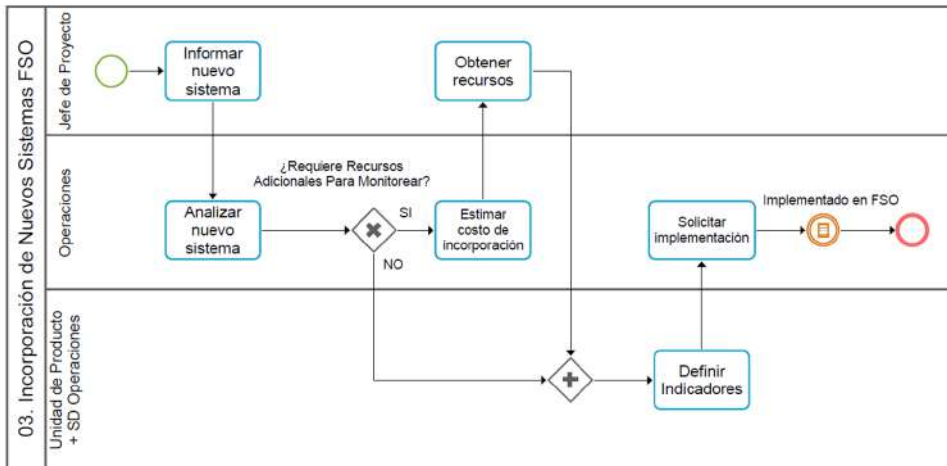 03. Incorporación de Nuevos Sistemas FSO
Jefe de Proyecto
Informar
nuevo
sistema
Obtener
recursos
Operaciones
Analizar
nuevo
sistema
¿Requiere Recursos
Adicionales Para Monitorear?
SI
NO
Estimar
costo de
incorporación
Solicitar
implementación
Implementado en FSO
Unidad de Producto
+ SD Operaciones
Definir
Indicadores